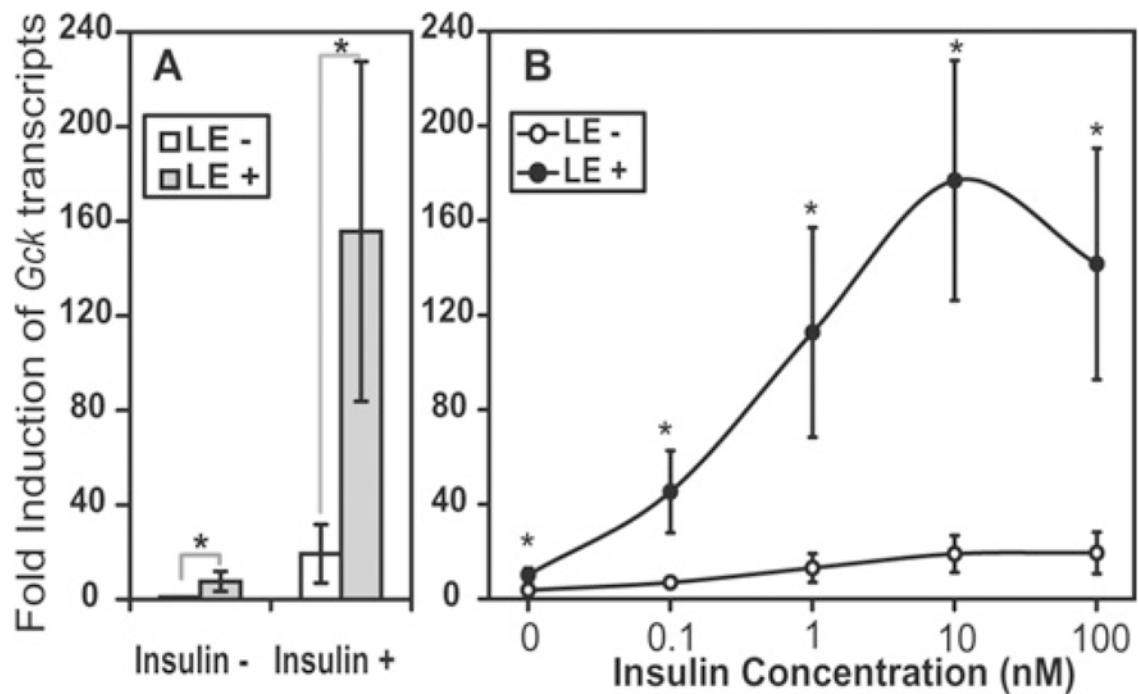 Fold Induction of Gck transcripts
240
200
160
120
80
40
0
A
LE -
LE +
*
*
Insulin - Insulin +
240
200
160
120
80
40
0
B
LE -
LE +
*
*
*
*
*
0 0.1 1 10 100
Insulin Concentration (nM)